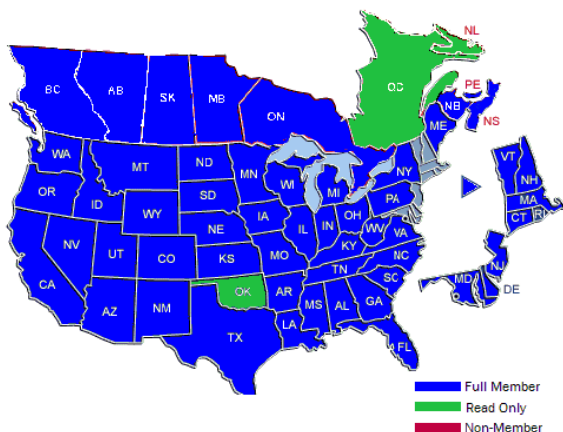 NL
BC
AB
SK
MB
ON
QC
PE
NB
NS
ME
WA
MT
ND
MN
OR
ID
SD
WI
MI
NY
VT
NH
MA
CT
RI
WY
IA
NE
PA
NV
UT
CO
KS
MO
IL
IN
OH
WV
VA
KY
NJ
MD
DE
CA
AZ
NM
OK
AR
TN
NC
SC
MS
AL
GA
TX
LA
FL
Full Member
Read Only
Non-Member